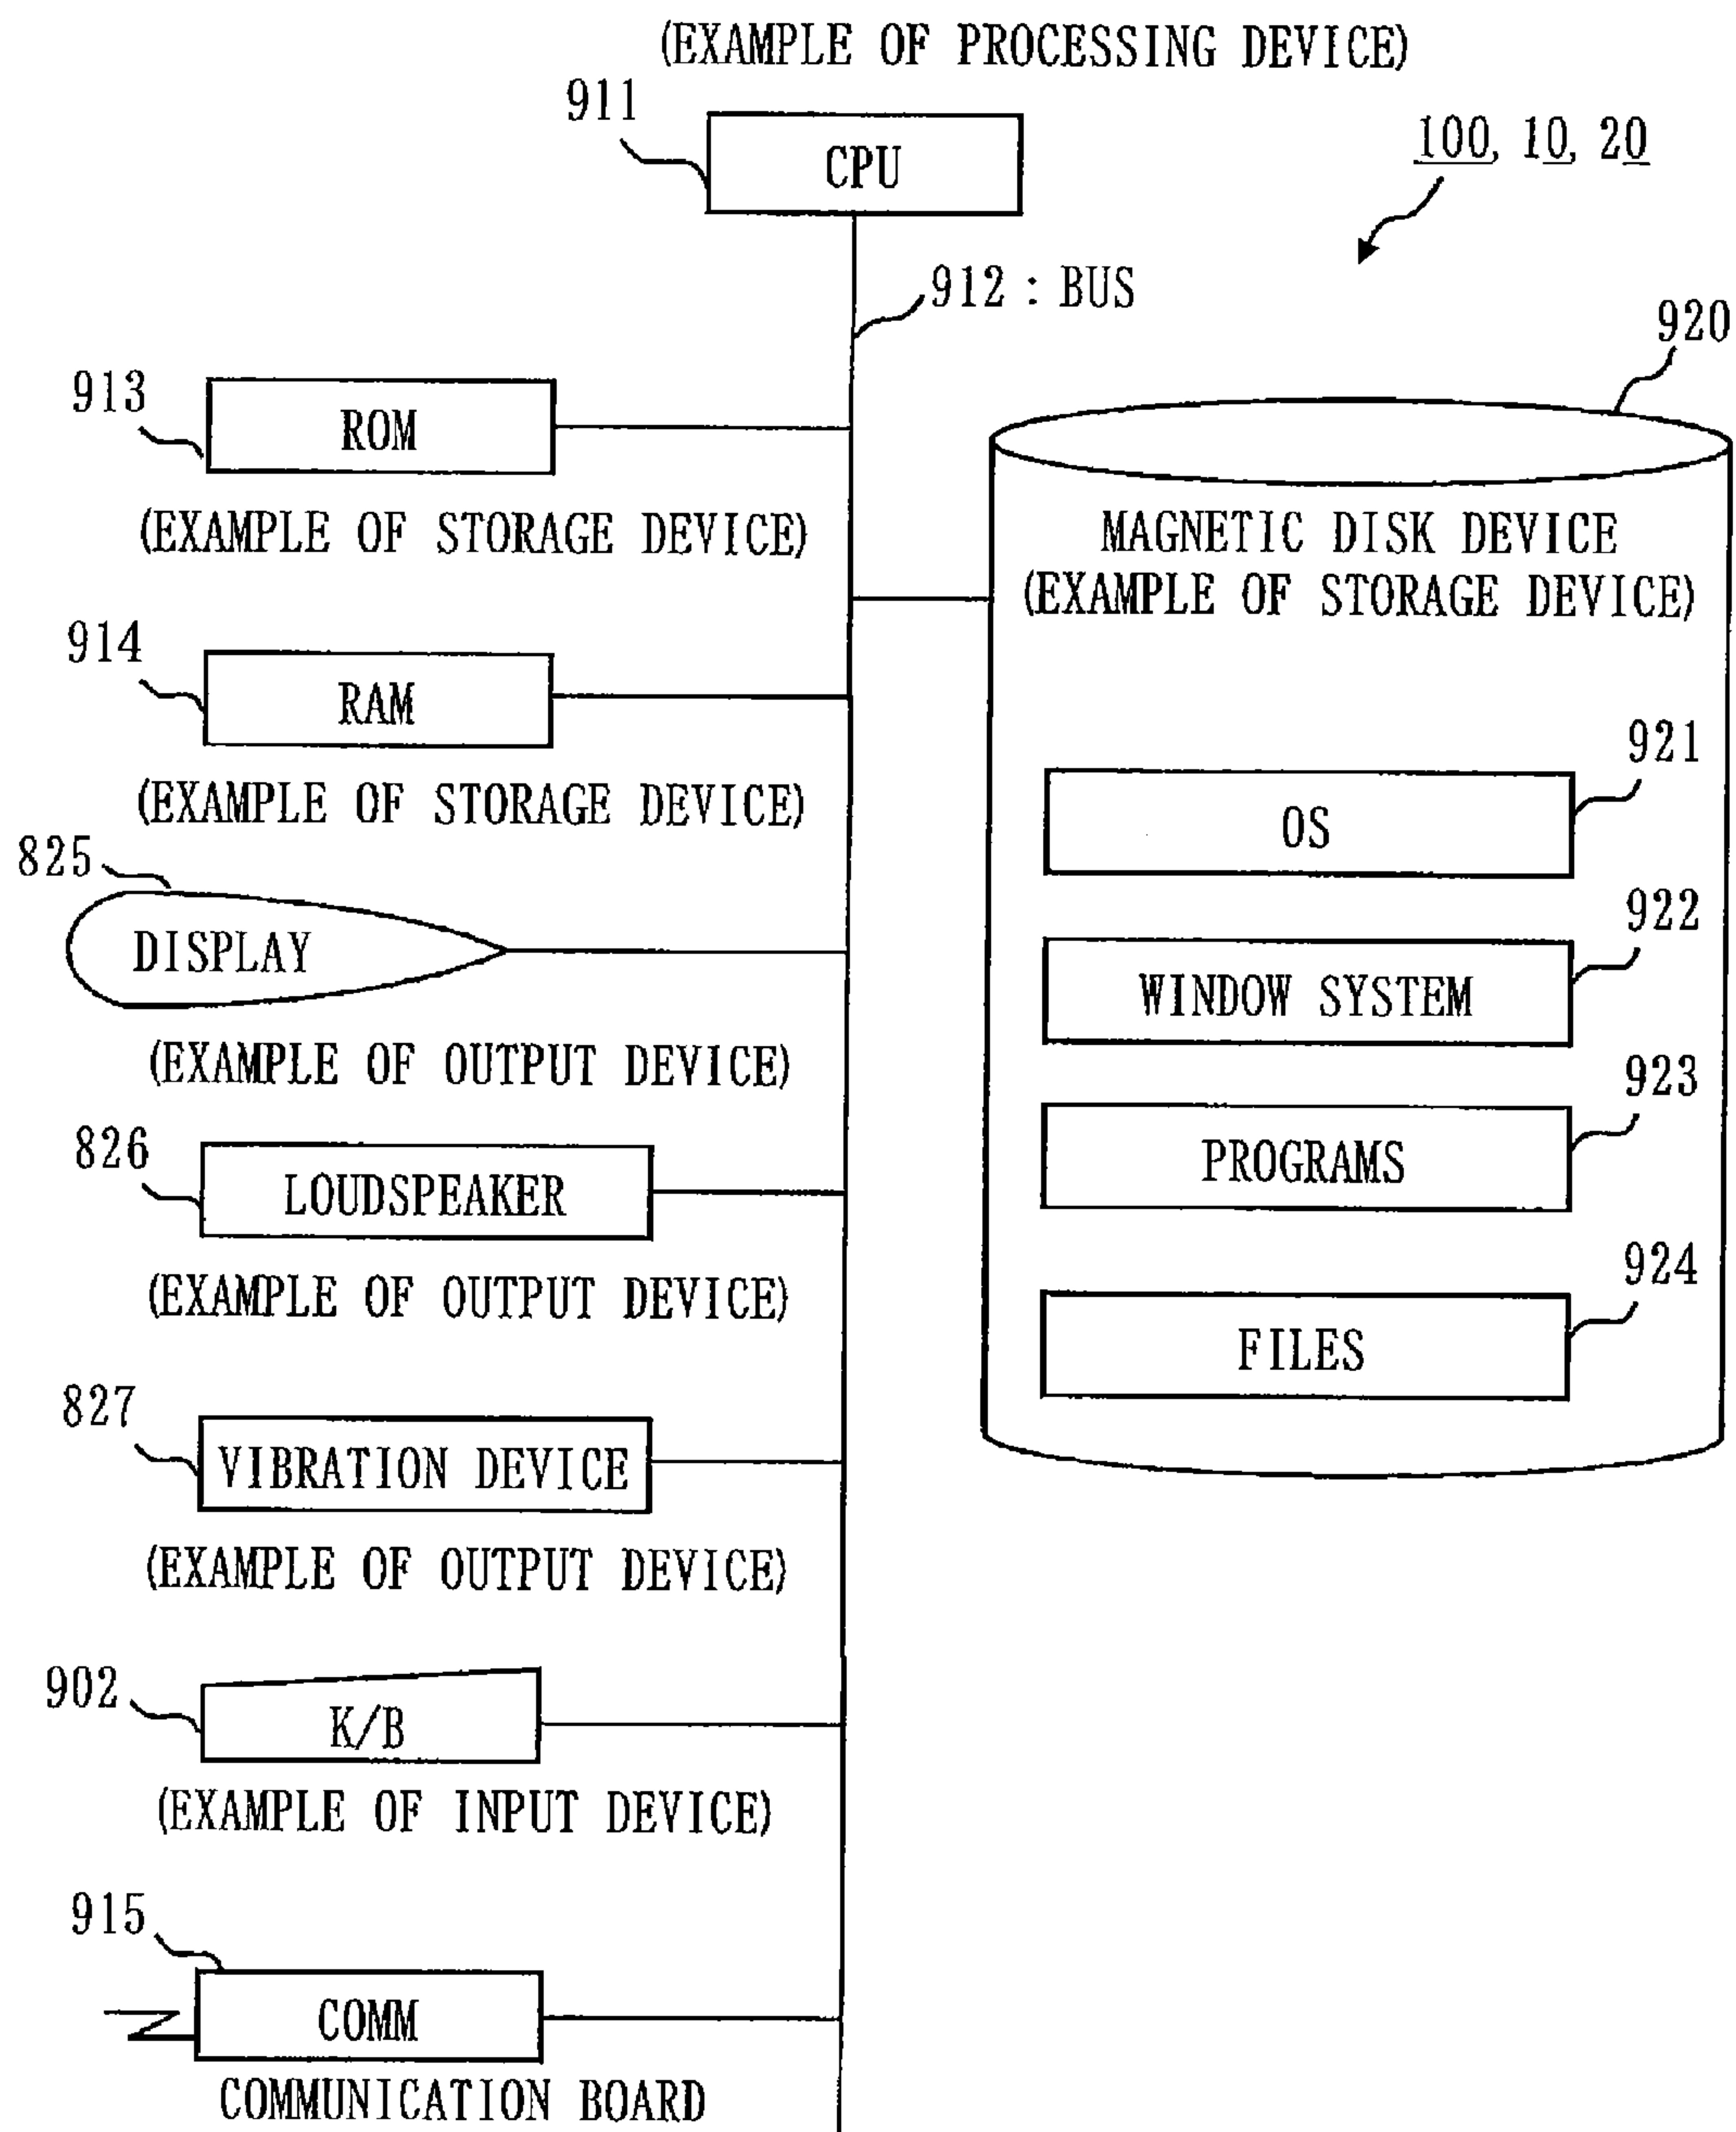 (EXAMPLE OF PROCESSING DEVICE)
911
CPU
100, 10, 20
912 : BUS
920
913
ROM
(EXAMPLE OF STORAGE DEVICE)
MAGNETIC DISK DEVICE
(EXAMPLE OF STORAGE DEVICE)
914
RAM
(EXAMPLE OF STORAGE DEVICE)
921
OS
825
DISPLAY
(EXAMPLE OF OUTPUT DEVICE)
922
WINDOW SYSTEM
923
PROGRAMS
826
LOUDSPEAKER
(EXAMPLE OF OUTPUT DEVICE)
924
FILES
827
VIBRATION DEVICE
(EXAMPLE OF OUTPUT DEVICE)
902
K/B
(EXAMPLE OF INPUT DEVICE)
915
COMM
COMMUNICATION BOARD